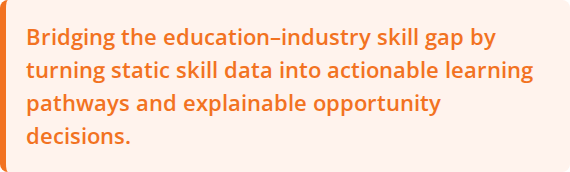 Bridging the education–industry skill gap by
turning static skill data into actionable learning
pathways and explainable opportunity
decisions.